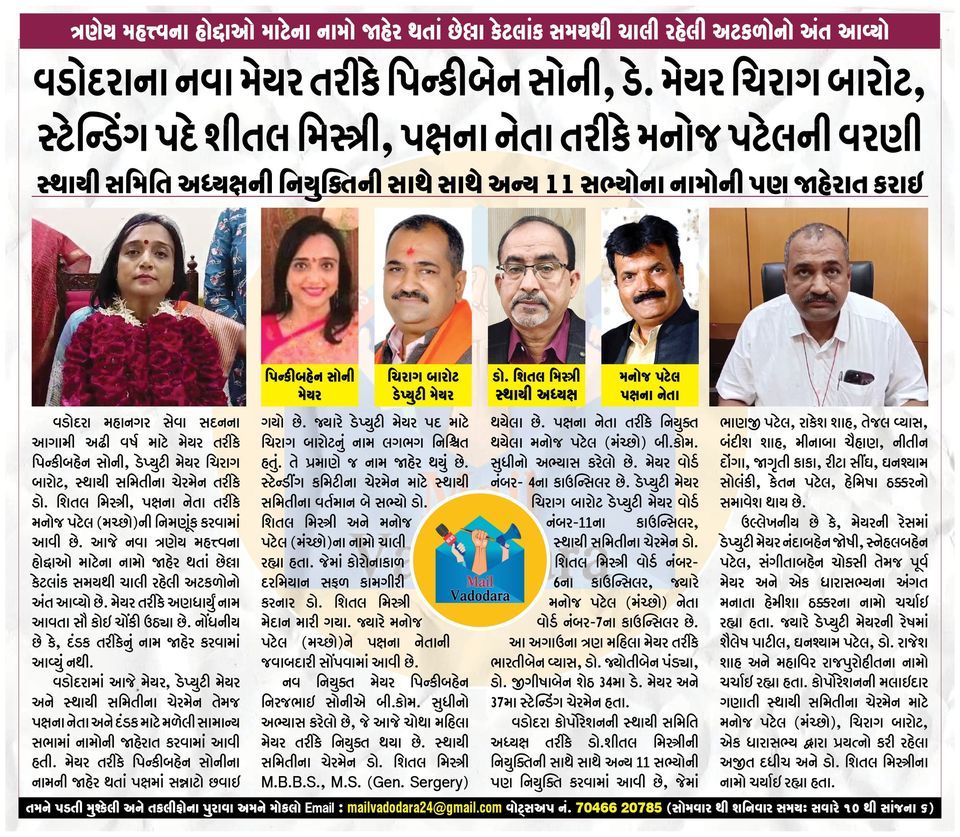 ત્રણેય મહત્ત્વના હોદ્દાઓ માટેના નામો જાહેર થતાં છેલ્લા કેટલાંક સમયથી ચાલી રહેલી અટકળોનો અંત આવ્યો
વડોદરાના નવા મેયર તરીકે પિન્કીબેન સોની, ડે. મેયર ચિરાગ બારોટ,
સ્ટેન્ડિંગ પદે શીતલ મિસ્ત્રી, પક્ષના નેતા તરીકે મનોજ પટેલની વરણી
સ્થાયી સમિતિ અધ્યક્ષની નિયુક્તિની સાથે સાથે અન્ય 11 સભ્યોના નામોની પણ જાહેરાત કરાઇ
પિન્કીબહેન સોની
મેયર
ચિરાગ બારોટ
ડેપ્યુટી મેયર
ડો. શિતલ મિસ્ત્રી
સ્થાયી અધ્યક્ષ
મનોજ પટેલ
પક્ષના નેતા
વડોદરા મહાનગર સેવા સદનના
આગામી અઢી વર્ષ માટે મેયર તરીકે
પિન્કીબહેન સોની, ડેપ્યુટી મેયર ચિરાગ
બારોટ, સ્થાયી સમિતીના ચેરમેન તરીકે
ડો. શિતલ મિસ્ત્રી, પક્ષના નેતા તરીકે
મનોજ પટેલ (મચ્છો)ની નિમણૂંક કરવામાં
આવી છે. આજે નવા ત્રણેય મહત્વના
હોદ્દાઓ માટેના નામો જાહેર થતાં છેલ્લા
કેટલાંક સમયથી ચાલી રહેલી અટકળોનો
અંત આવ્યો છે. મેયર તરીકે અણધાર્યું નામ
આવતા સૌ કોઇ ચોંકી ઉઠ્યા છે. નોંધનીય
છે કે, દંડક તરીકેનું નામ જાહેર કરવામાં
આવ્યું નથી.
વડોદરામાં આજે મેયર, ડેપ્યુટી મેયર
અને સ્થાયી સમિતીના ચેરમેન તેમજ
પક્ષના નેતા અને દંડક માટે મળેલી સામાન્ય
સભામાં નામોની જાહેરાત કરવામાં આવી
હતી. મેયર તરીકે પિન્કીબહેન સોનીના
નામની જાહેર થતાં પક્ષમાં સન્નાટો છવાઇ
ગયો છે. જ્યારે ડેપ્યુટી મેયર પદ માટે
ચિરાગ બારોટનું નામ લગભગ નિશ્ચિત
હતું. તે પ્રમાણે જ નામ જાહેર થયું છે.
સ્ટેન્ડીંગ કમિટીના ચેરમેન માટે સ્થાયી
સમિતીના વર્તમાન બે સભ્યો ડો.
શિતલ મિસ્ત્રી અને મનોજ
પટેલ (મંચ્છો)ના નામો ચાલી
રહ્યા હતા. જેમાં કોરોનાકાળ
દરમિયાન સફળ કામગીરી
કરનાર ડો. શિતલ મિસ્ત્રી
મેદાન મારી ગયા. જ્યારે મનોજ
પટેલ (મચ્છો)ને પક્ષના નેતાની
જવાબદારી સોંપવામાં આવી છે.
નવ નિયુક્ત મેયર પિન્કીબહેન
નિરજભાઇ સોનીએ બી.કોમ. સુધીનો
અભ્યાસ કરેલો છે, જે આજે ચોથા મહિલા
મેયર તરીકે નિયુક્ત થયા છે. સ્થાયી
સમિતીના ચેરમેન ડો. શિતલ મિસ્ત્રી
M.B.B.S., M.S. (Gen. Sergery)
થયેલા છે. પક્ષના નેતા તરીકે નિયુક્ત
થયેલા મનોજ પટેલ (મંચ્છો) બી.કોમ.
સુધીનો અભ્યાસ કરેલો છે. મેયર વોર્ડ
નંબર- 4ના કાઉન્સિલર છે. ડેપ્યુટી મેયર
ચિરાગ બારોટ ડેપ્યુટી મેયર વોર્ડ
નંબર-11ના કાઉન્સિલર,
સ્થાયી સમિતીના ચેરમેન ડો.
શિતલ મિસ્ત્રી વોર્ડ નંબર-
6ના કાઉન્સિલર, જ્યારે
મનોજ પટેલ (મંચ્છો) નેતા
વોર્ડ નંબર-7ના કાઉન્સિલર છે.
આ અગાઉના ત્રણ મહિલા મેયર તરીકે
ભારતીબેન વ્યાસ, ડો. જ્યોતીબેન પંડ્યા,
ડો. જીગીષાબેન શેઠ 34મા ડે. મેયર અને
37મા સ્ટેન્ડિંગ ચેરમેન હતા.
વડોદરા કોર્પોરેશનની સ્થાયી સમિતિ
અધ્યક્ષ તરીકે ડો.શીતલ મિસ્ત્રીની
નિયુક્તિની સાથે સાથે અન્ય 11 સભ્યોની
પણ નિયુક્તિ કરવામાં આવી છે, જેમાં
ભાણજી પટેલ, રાકેશ શાહ, તેજલ વ્યાસ,
બંદીશ શાહ, મીનાબા ચૈહાણ, નીતીન
દોંગા, જાગૃતી કાકા, રીટા સીંઘ, ઘનશ્યામ
સોલંકી, કેતન પટેલ, હેમિષા ઠક્કરનો
સમાવેશ થાય છે.
ઉલ્લેખનીય છે કે, મેયરની રેસમાં
ડેપ્યુટી મેયર નંદાબહેન જોષી, સ્નેહલબહેન
પટેલ, સંગીતાબહેન ચોકસી તેમજ પૂર્વ
મેયર અને એક ધારાસભ્યના અંગત
મનાતા હેમીશા ઠક્કરના નામો ચર્ચાઇ
રહ્યા હતા. જ્યારે ડેપ્યુટી મેયરની રેષમાં
શૈલેષ પાટીલ, ઘનશ્યામ પટેલ, ડો. રાજેશ
શાહ અને મહાવિર રાજપુરોહીતના નામો
ચર્ચાઇ રહ્યા હતા. કોર્પોરેશનની મલાઇદાર
ગણાતી સ્થાયી સમિતીના ચેરમેન માટે
મનોજ પટેલ (મંચ્છો), ચિરાગ બારોટ,
એક ધારાસભ્ય દ્વારા પ્રયત્નો કરી રહેલા
અજીત દધીચ અને ડો. શિતલ મિસ્ત્રીના
નામો ચર્ચાઇ રહ્યા હતા.
Mail
Vadodara
તમને પડતી મુશ્કેલી અને તકલીફોના પુરાવા અમને મોકલો Email : mailvadodara24@gmail.com વોટ્સઅપ નં. 70466 20785 (સોમવાર થી શનિવાર સમયઃ સવારે ૧૦ થી સાંજના ૬)